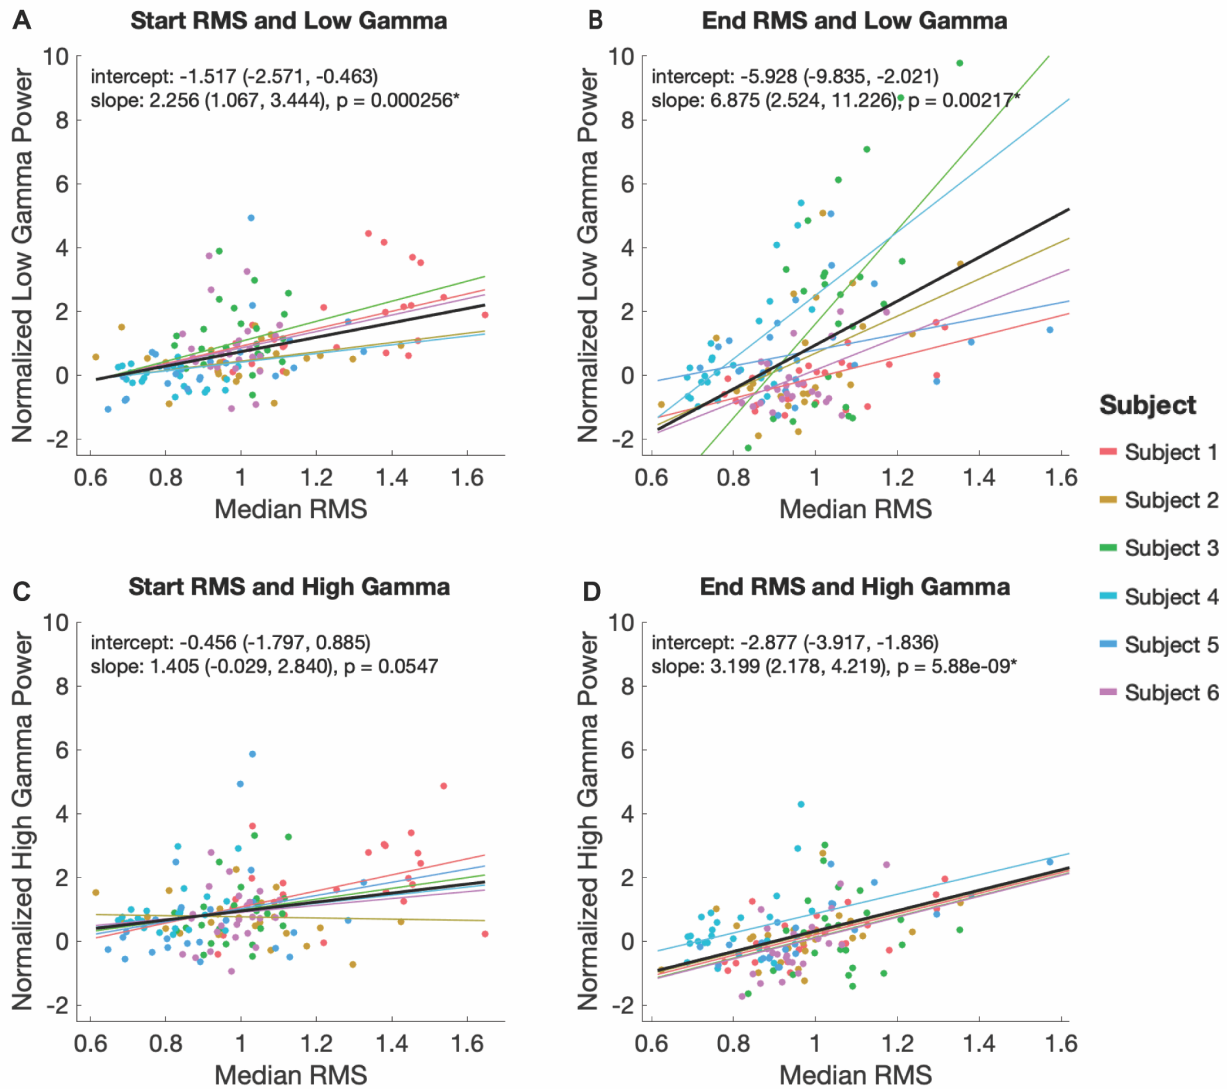 A
Start RMS and Low Gamma
Normalized Low Gamma Power
10
8
6
4
2
0
-2
intercept: -1.517 (-2.571, -0.463)
slope: 2.256 (1.067, 3.444), p = 0.000256*
0.6
0.8
1
1.2
1.4
1.6
Median RMS
B
End RMS and Low Gamma
Normalized Low Gamma Power
10
8
6
4
2
0
-2
intercept: -5.928 (-9.835, -2.021)
slope: 6.875 (2.524, 11.226), p = 0.00217*
0.6
0.8
1
1.2
1.4
1.6
Median RMS
C
Start RMS and High Gamma
Normalized High Gamma Power
10
8
6
4
2
0
-2
intercept: -0.456 (-1.797, 0.885)
slope: 1.405 (-0.029, 2.840), p = 0.0547
0.6
0.8
1
1.2
1.4
1.6
Median RMS
D
End RMS and High Gamma
Normalized High Gamma Power
10
8
6
4
2
0
-2
intercept: -2.877 (-3.917, -1.836)
slope: 3.199 (2.178, 4.219), p = 5.88e-09*
0.6
0.8
1
1.2
1.4
1.6
Median RMS
Subject
Subject 1
Subject 2
Subject 3
Subject 4
Subject 5
Subject 6